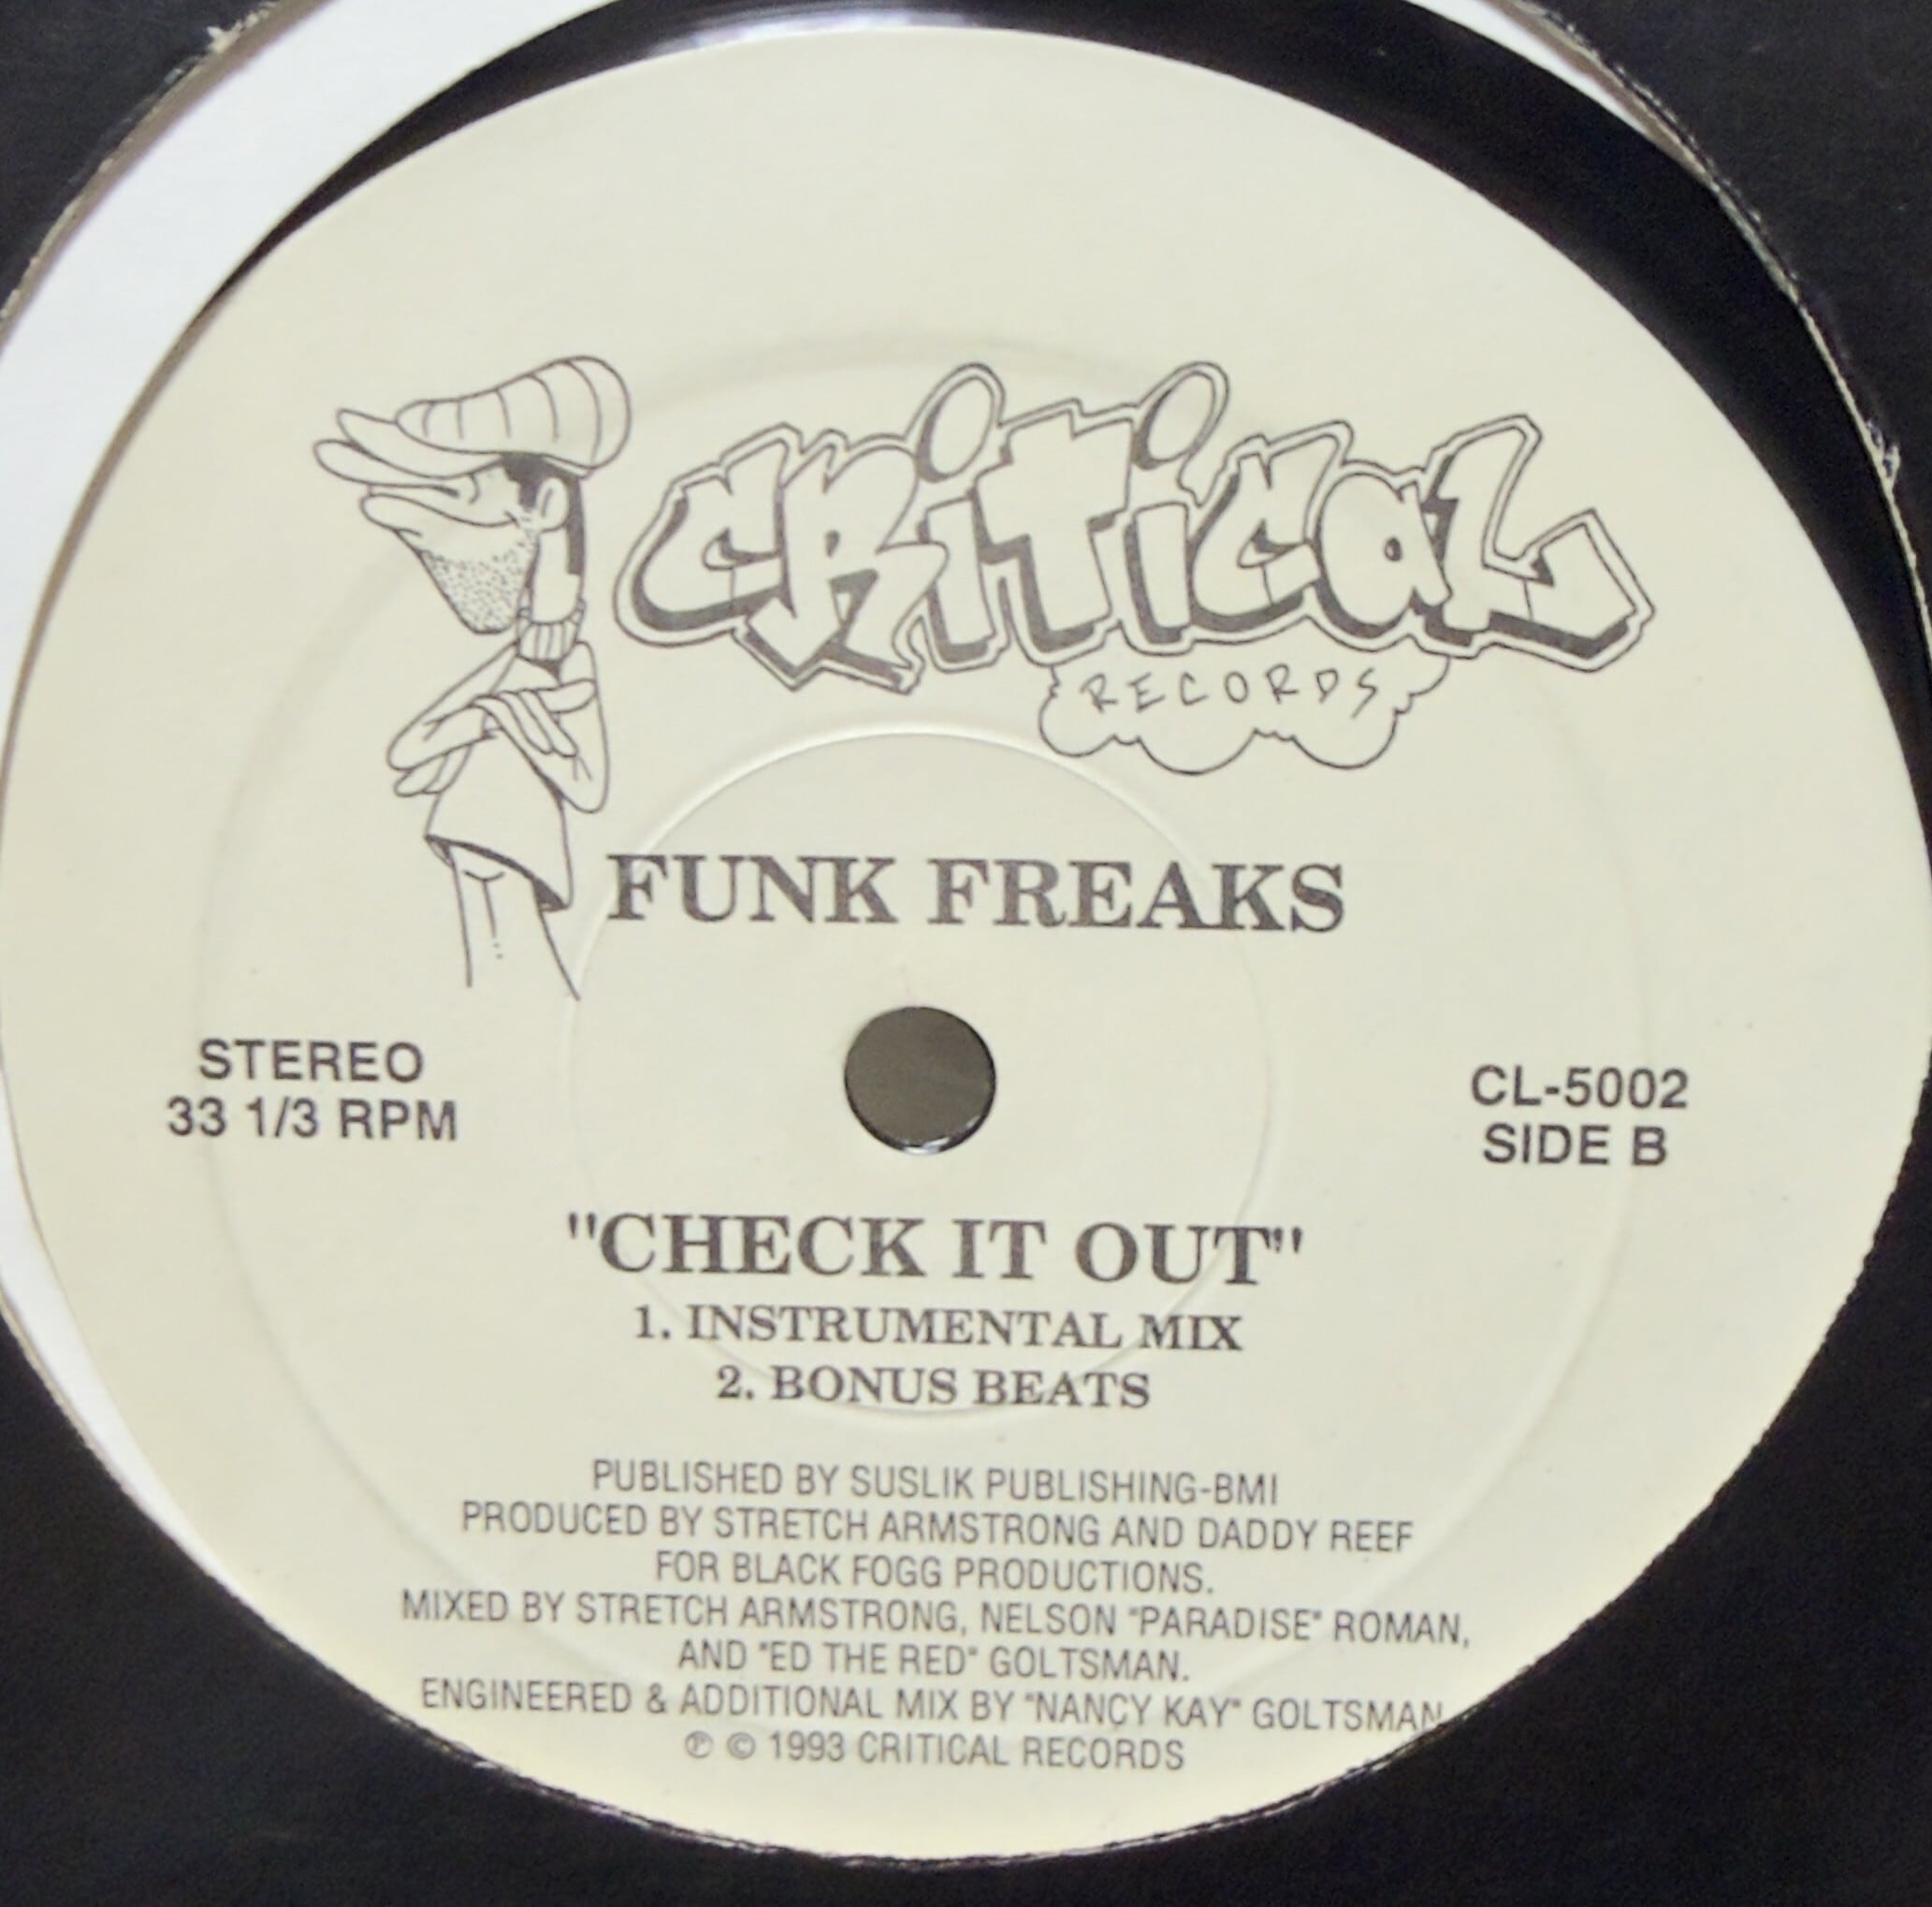 CRiTiCaL
RECORDS
FUNK FREAKS
STEREO
33 1/3 RPM
CL-5002
SIDE B
"CHECK IT OUT"
1. INSTRUMENTAL MIX
2. BONUS BEATS
PUBLISHED BY SUSLIK PUBLISHING-BMI
PRODUCED BY STRETCH ARMSTRONG AND DADDY REEF
FOR BLACK FOGG PRODUCTIONS.
MIXED BY STRETCH ARMSTRONG, NELSON "PARADISE" ROMAN,
AND "ED THE RED" GOLTSMAN.
ENGINEERED & ADDITIONAL MIX BY "NANCY KAY" GOLTSMAN
℗ © 1993 CRITICAL RECORDS